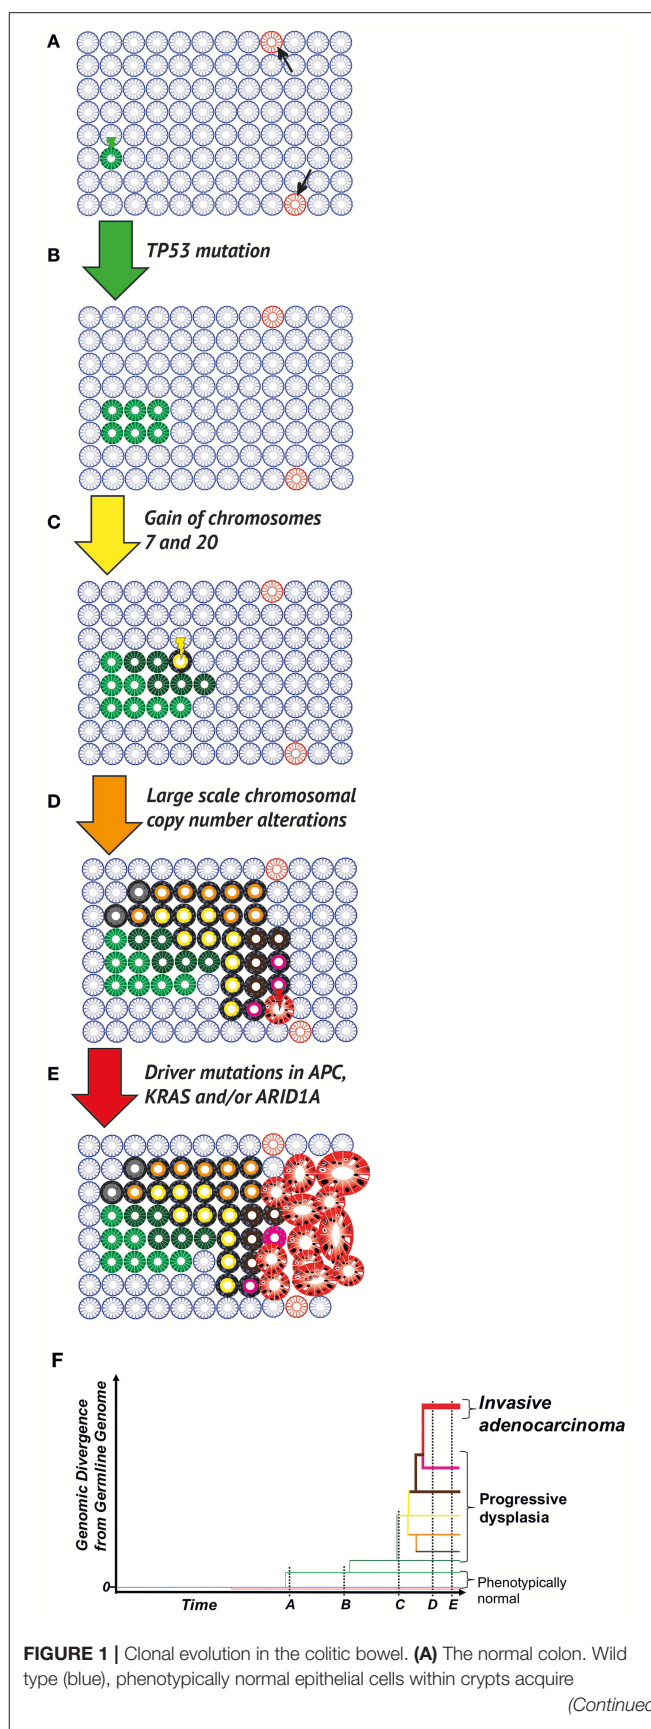 A
B
TP53 mutation
C
Gain of chromosomes
7 and 20
D
Large scale chromosomal
copy number alterations
E
Driver mutations in APC,
KRAS and/or ARID1A
F
Genomic Divergence
from Germline Genome
Invasive
adenocarcinoma
Progressive
dysplasia
Phenotypically
normal
0
Time
A
B
C
D
E
FIGURE 1 | Clonal evolution in the colitic bowel. (A) The normal colon. Wild
type (blue), phenotypically normal epithelial cells within crypts acquire
(Continued